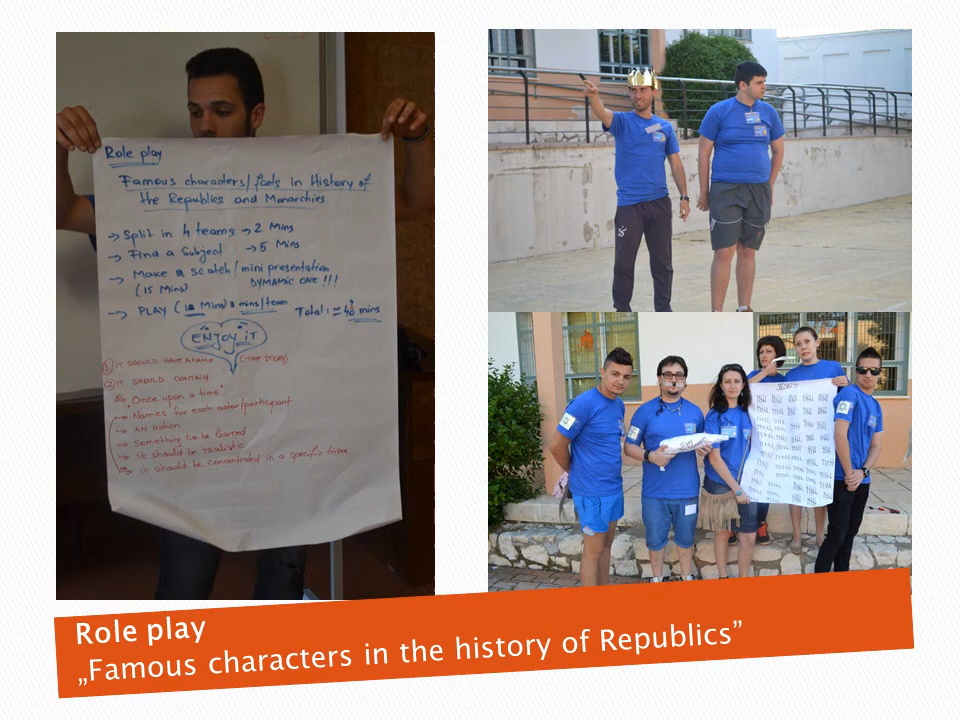 Role play
Famous characters/facts in History of
the Republics and Monarchies
→ Split in 4 teams → 2 Mins
→ Find a Subject → 5 Mins
→ Make a scatch/mini presentation
(15 Mins) DYMAMIC ONE!!!
→ PLAY ( Mins) mins/team
Total: ≃ 40 mins
ENJOY iT
① IT SHOULD HAVE A NAME (THE STORY)
② IT SHOULD CONTAIN
"Once upon a time"
→ Names for each actor/participant
→ AN action
→ Something to be learned
→ it should be realistic
→ it should be concentrated in a specific time
JEWS
Role play
„Famous characters in the history of Republics”